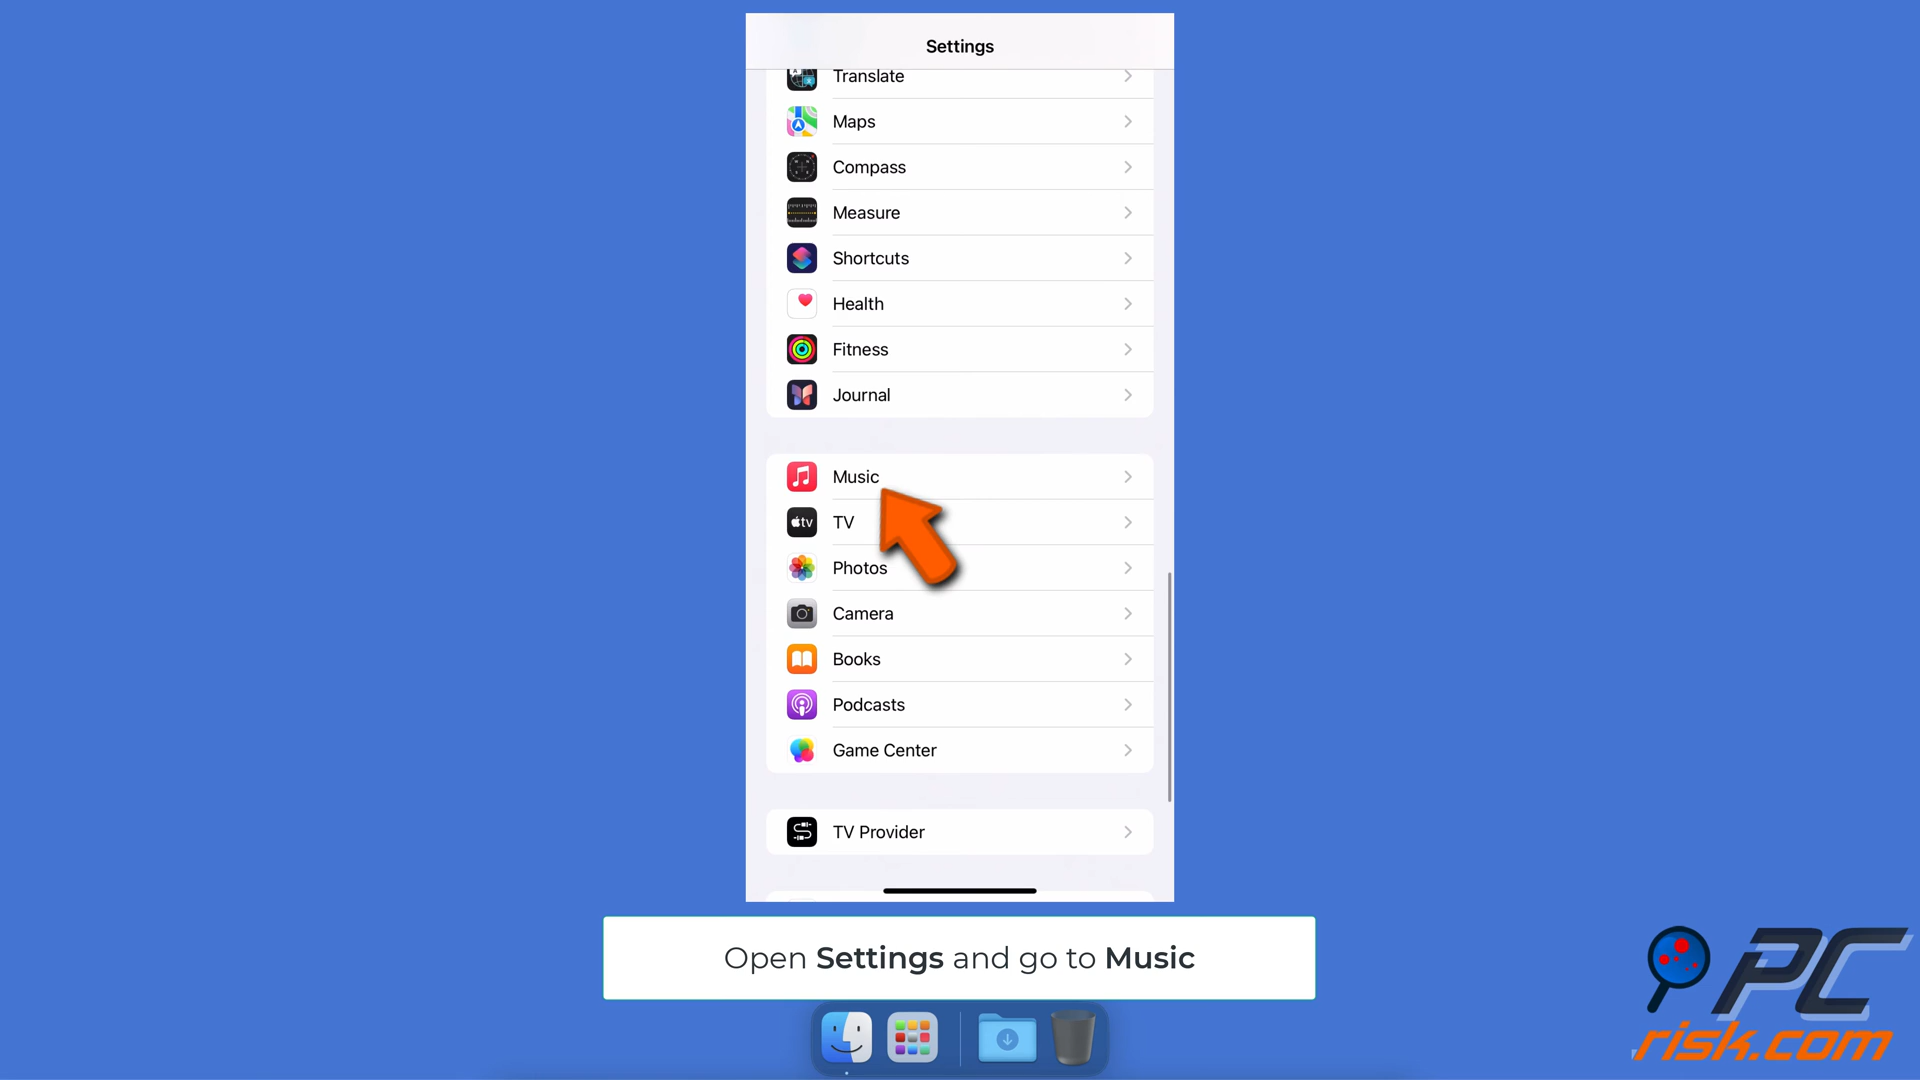 Settings
Translate
Maps
Compass
Measure
Shortcuts
Health
Fitness
Journal
Music
tv TV
Photos
Camera
Books
Podcasts
Game Center
TV Provider
Open Settings and go to Music
PC
risk.com